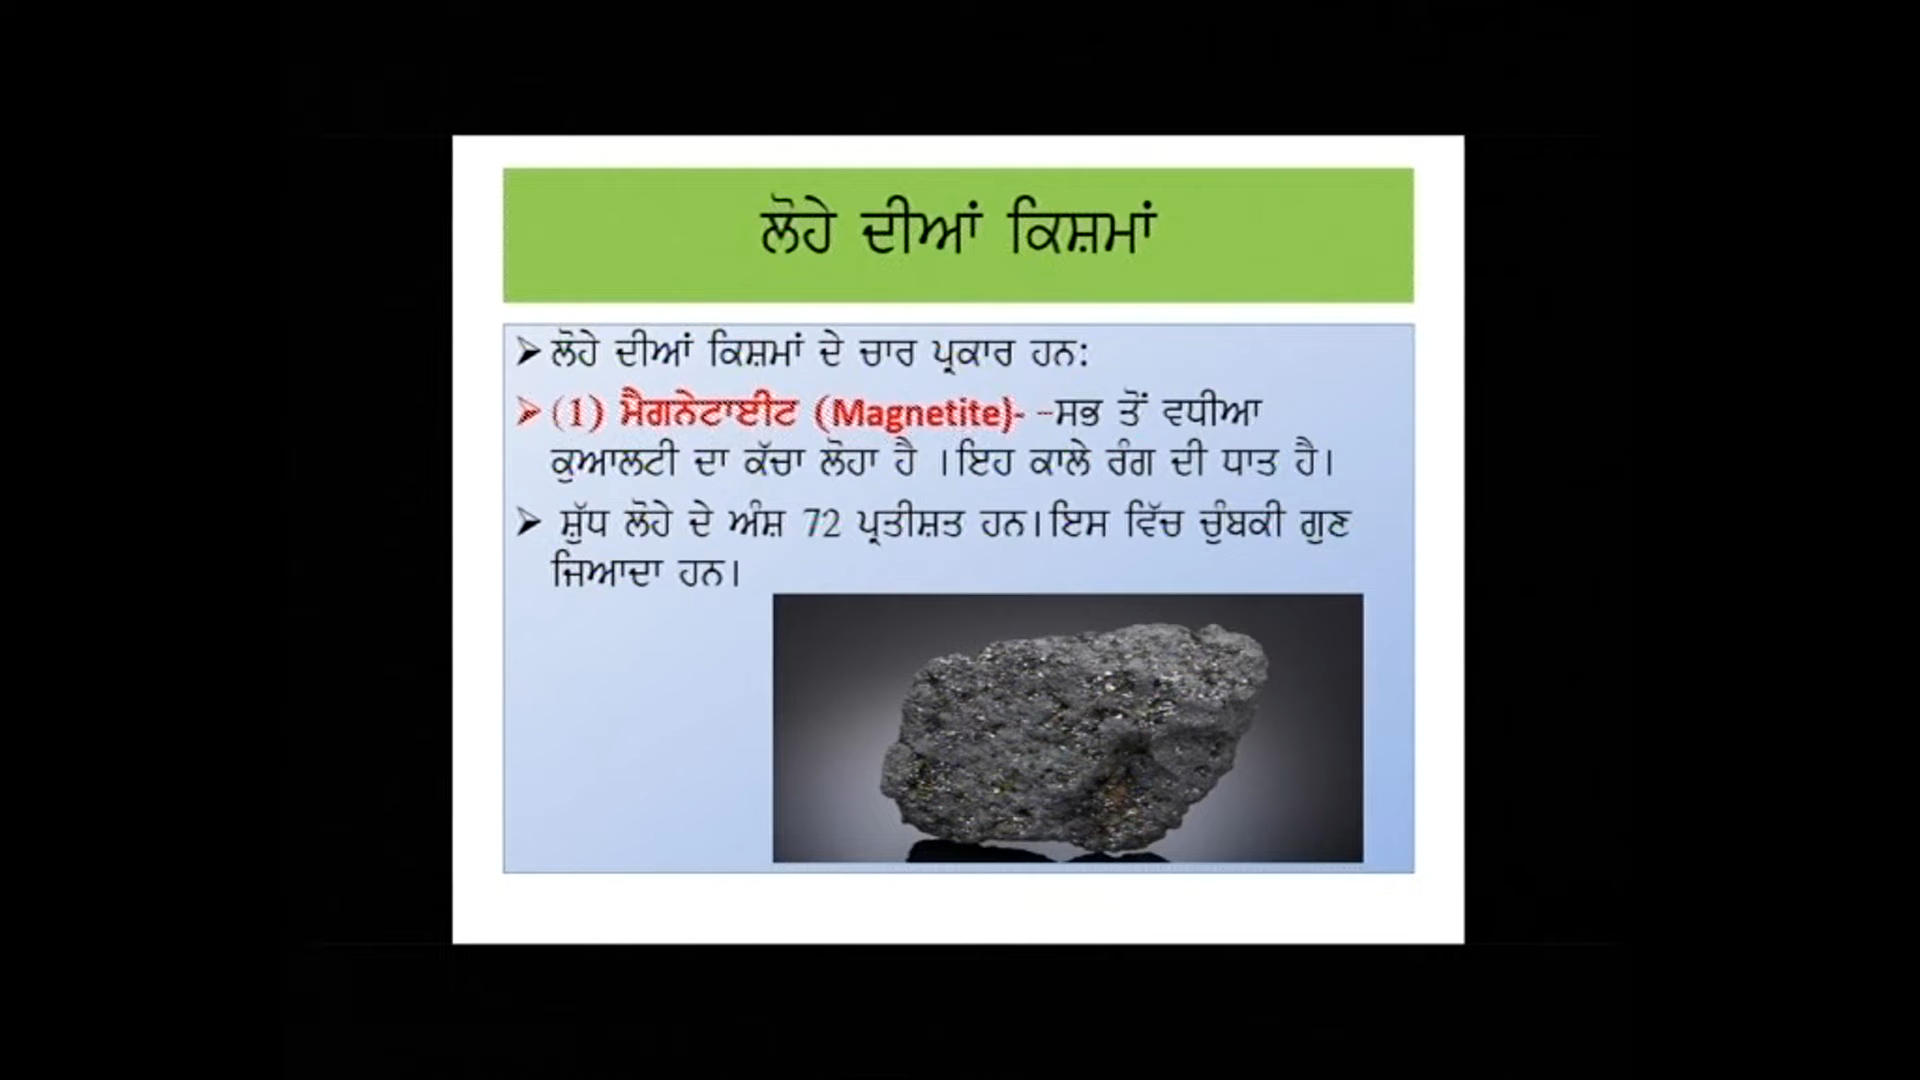 ਲੋਹੇ ਦੀਆਂ ਕਿਸ਼ਮਾਂ
➢ ਲੋਹੇ ਦੀਆਂ ਕਿਸ਼ਮਾਂ ਦੇ ਚਾਰ ਪ੍ਰਕਾਰ ਹਨ:
➢ (1) ਮੈਗਨੇਟਾਈਟ (Magnetite)- –ਸਭ ਤੋਂ ਵਧੀਆ
ਕੁਆਲਟੀ ਦਾ ਕੱਚਾ ਲੋਹਾ ਹੈ ।ਇਹ ਕਾਲੇ ਰੰਗ ਦੀ ਧਾਤ ਹੈ।
➢ ਸ਼ੁੱਧ ਲੋਹੇ ਦੇ ਅੰਸ਼ 72 ਪ੍ਰਤੀਸ਼ਤ ਹਨ।ਇਸ ਵਿੱਚ ਚੁੰਬਕੀ ਗੁਣ
ਜਿਆਦਾ ਹਨ।